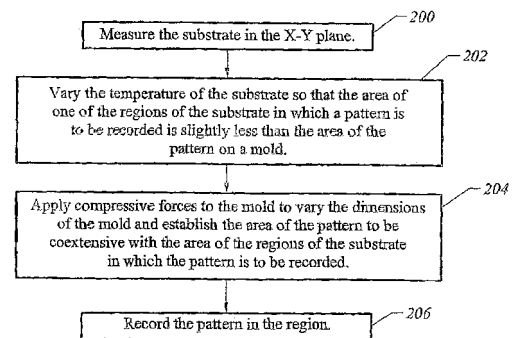 200
Measure the substrate in the X-Y plane.
202
Vary the temperature of the substrate so that the area of
one of the regions of the substrate in which a pattern is
to be recorded is slightly less than the area of the
pattern on a mold.
204
Apply compressive forces to the mold to vary the dimensions
of the mold and establish the area of the pattern to be
coextensive with the area of the regions of the substrate
in which the pattern is to be recorded.
206
Record the pattern in the region.